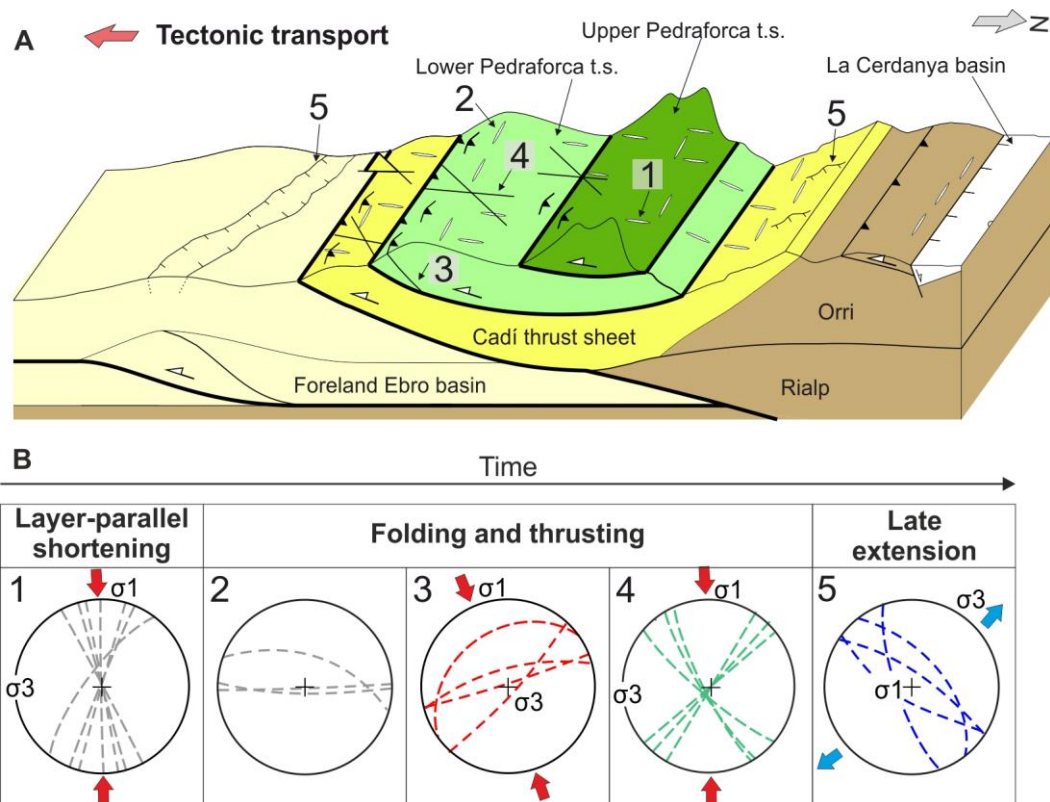 A
Tectonic transport
N
Upper Pedraforca t.s.
Lower Pedraforca t.s.
La Cerdanya basin
5
2
5
4
1
3
Orri
Cadí thrust sheet
Foreland Ebro basin
Rialp
B
Time
Layer-parallel
shortening
Folding and thrusting
Late
extension
1
σ1
σ3
2
3
σ1
σ3
4
σ1
σ3
5
σ3
σ1